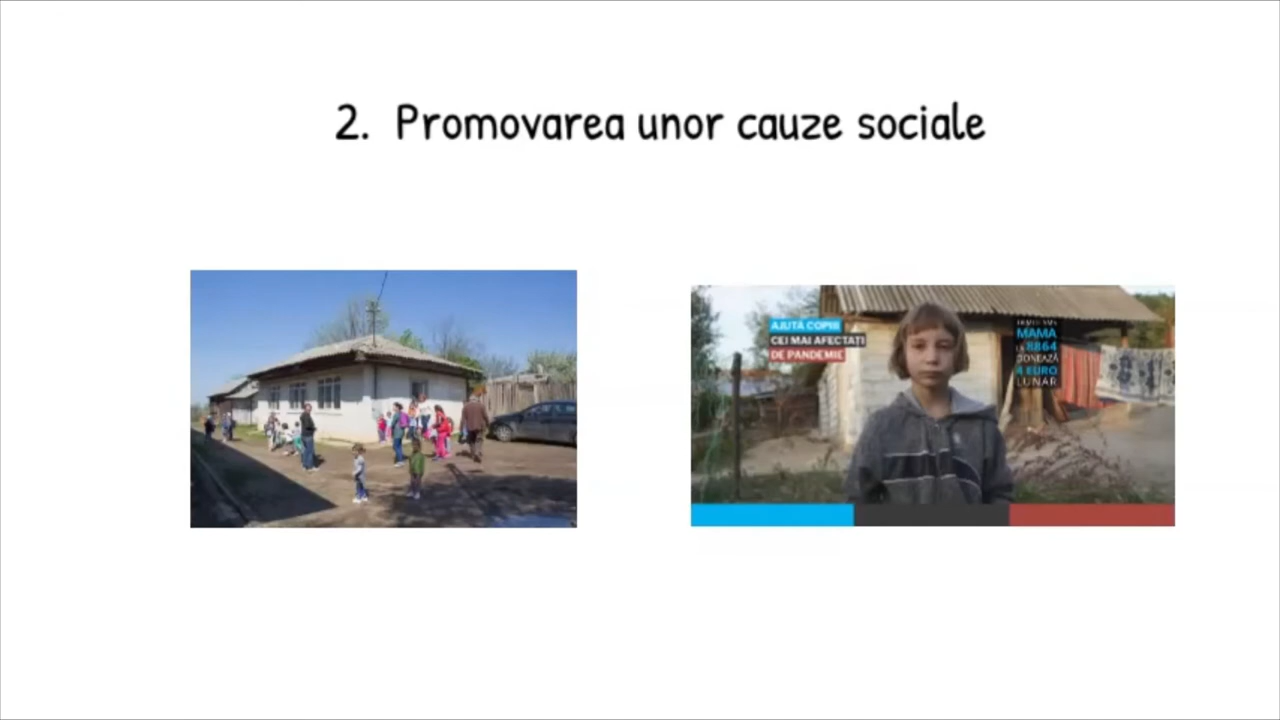 2. Promovarea unor cauze sociale
AJUTĂ COPIII
CEI MAI AFECTAȚI
DE PANDEMIE
MAMA
LA 8864
DONEAZĂ
4 EURO
LUNAR